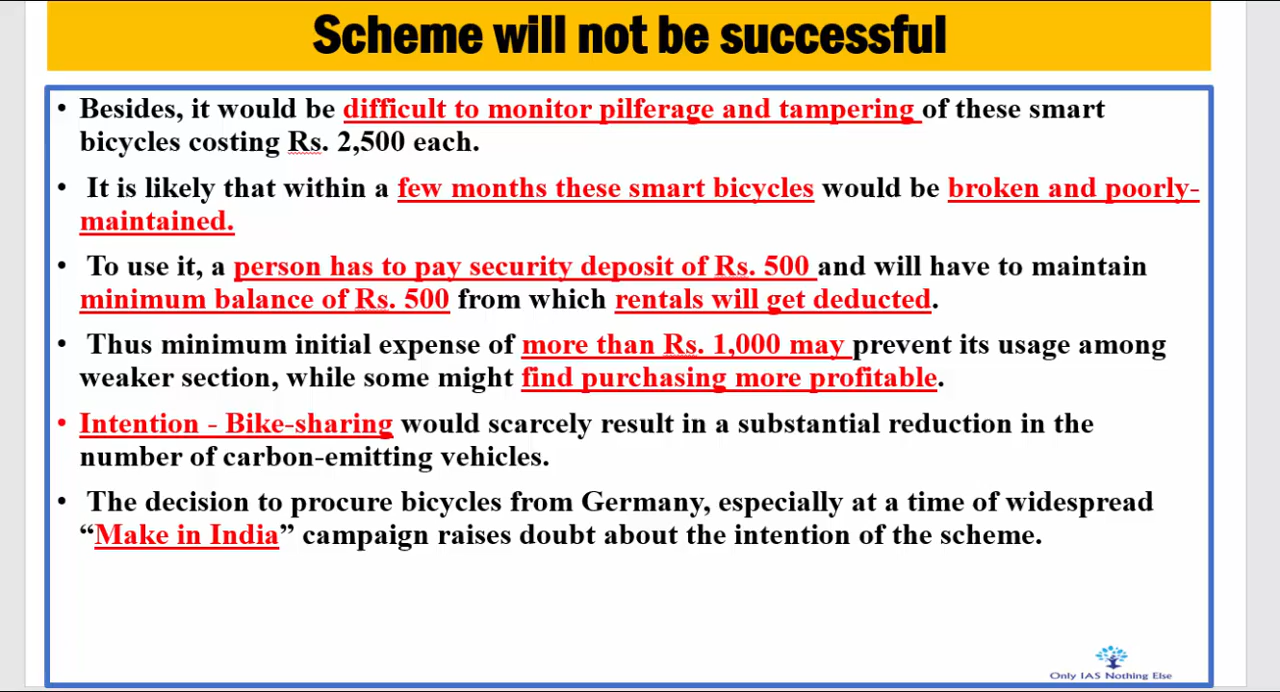 Scheme will not be successful
• Besides, it would be difficult to monitor pilferage and tampering of these smart
bicycles costing Rs. 2,500 each.
• It is likely that within a few months these smart bicycles would be broken and poorly-
maintained.
• To use it, a person has to pay security deposit of Rs. 500 and will have to maintain
minimum balance of Rs. 500 from which rentals will get deducted.
• Thus minimum initial expense of more than Rs. 1,000 may prevent its usage among
weaker section, while some might find purchasing more profitable.
• Intention - Bike-sharing would scarcely result in a substantial reduction in the
number of carbon-emitting vehicles.
• The decision to procure bicycles from Germany, especially at a time of widespread
“Make in India” campaign raises doubt about the intention of the scheme.
Only IAS Nothing Else